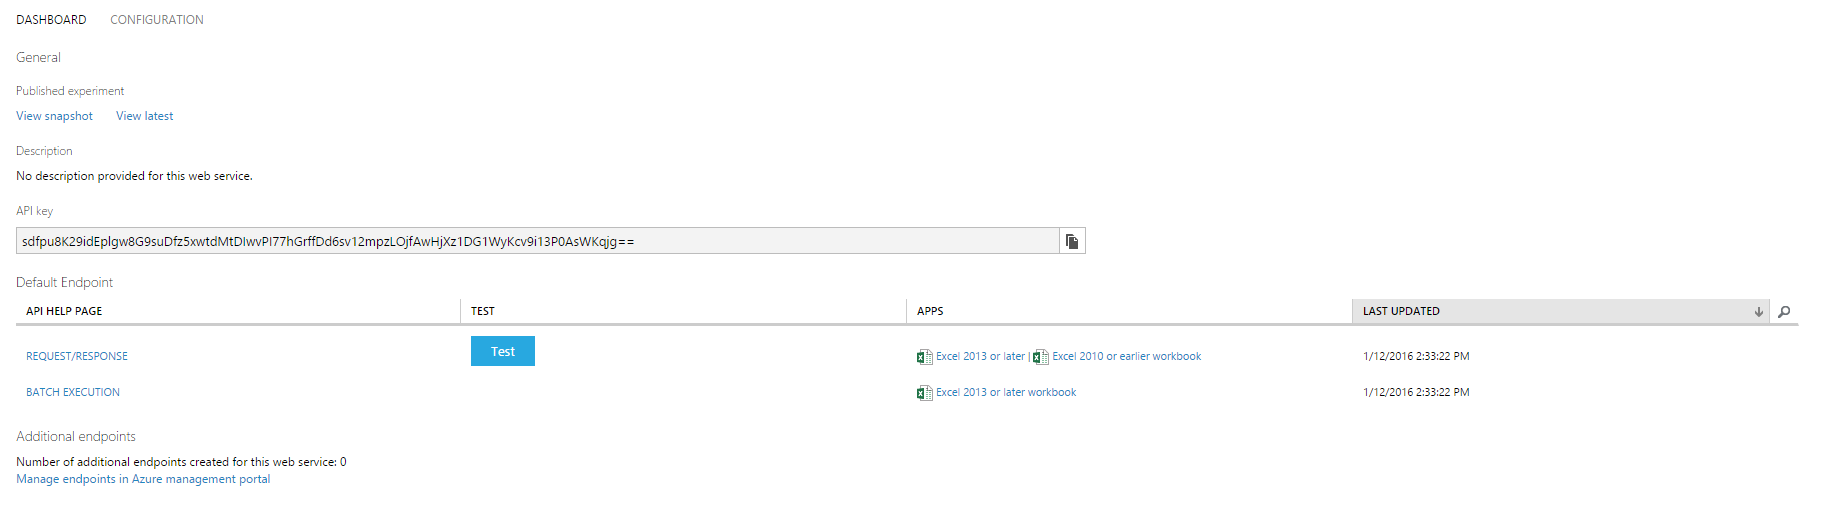 DASHBOARD CONFIGURATION
General
Published experiment
View snapshot View latest
Description
No description provided for this web service.
API key
sdfpu8K29idEplgw8G9suDfz5xwtdMtDIwvPI77hGrffDd6sv12mpzLOjfAwHjXz1DG1WyKcv9i13P0AsWKqjg==
Default Endpoint
API HELP PAGE TEST APPS LAST UPDATED
REQUEST/RESPONSE Test Excel 2013 or later | Excel 2010 or earlier workbook 1/12/2016 2:33:22 PM
BATCH EXECUTION Excel 2013 or later workbook 1/12/2016 2:33:22 PM
Additional endpoints
Number of additional endpoints created for this web service: 0
Manage endpoints in Azure management portal